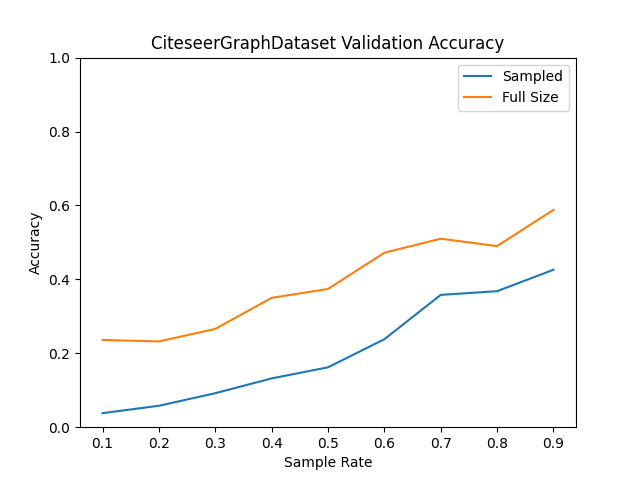 CiteseerGraphDataset Validation Accuracy
1.0
0.8
0.6
0.4
0.2
0.0
Accuracy
Sampled
Full Size
0.1 0.2 0.3 0.4 0.5 0.6 0.7 0.8 0.9
Sample Rate